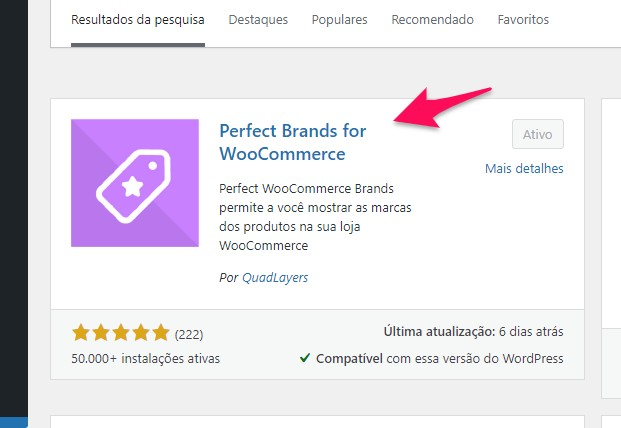 Resultados da pesquisa Destaques Populares Recomendado Favoritos
Perfect Brands for
WooCommerce
Ativo
Mais detalhes
Perfect WooCommerce Brands
permite a você mostrar as marcas
dos produtos na sua loja
WooCommerce
Por QuadLayers
(222)
50.000+ instalações ativas
Última atualização: 6 dias atrás
Compatível com essa versão do WordPress